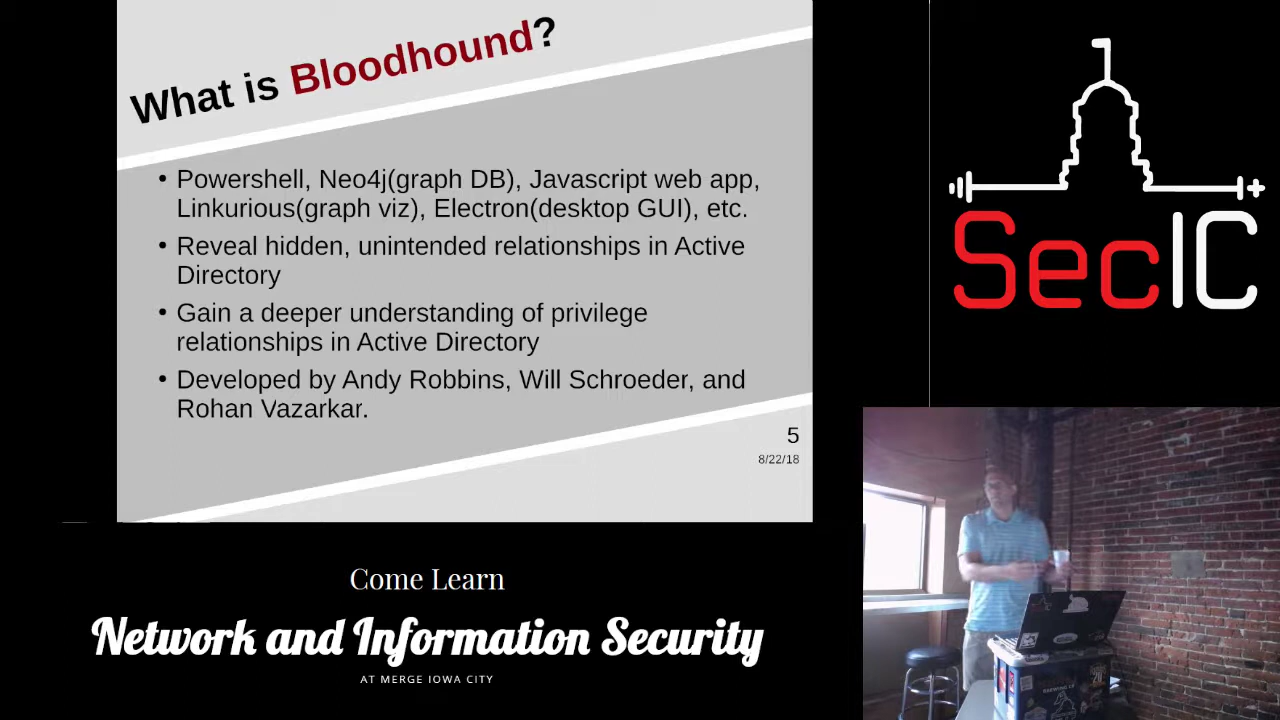 What is Bloodhound?
• Powershell, Neo4j(graph DB), Javascript web app,
Linkurious(graph viz), Electron(desktop GUI), etc.
• Reveal hidden, unintended relationships in Active
Directory
• Gain a deeper understanding of privilege
relationships in Active Directory
• Developed by Andy Robbins, Will Schroeder, and
Rohan Vazarkar.
5
8/22/18
SecIC
Come Learn
Network and Information Security
AT MERGE IOWA CITY